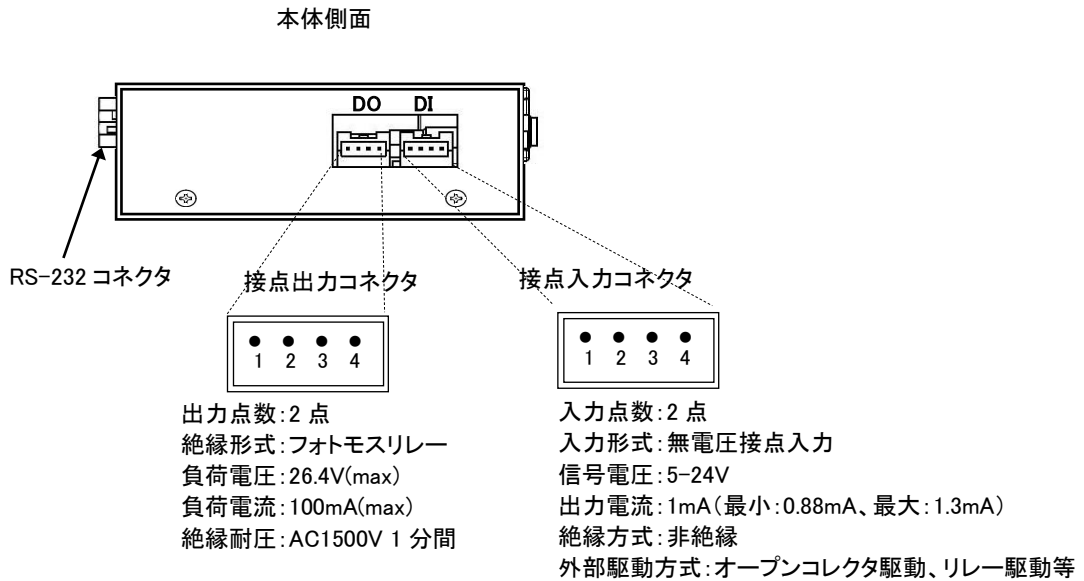 本体側面
DO DI
RS-232 コネクタ
接点出力コネクタ
1 2 3 4
出力点数:2 点
絶縁形式:フォトモスリレー
負荷電圧:26.4V(max)
負荷電流:100mA(max)
絶縁耐圧:AC1500V 1 分間
接点入力コネクタ
1 2 3 4
入力点数:2 点
入力形式:無電圧接点入力
信号電圧:5-24V
出力電流:1mA(最小:0.88mA、最大:1.3mA)
絶縁方式:非絶縁
外部駆動方式:オープンコレクタ駆動、リレー駆動等